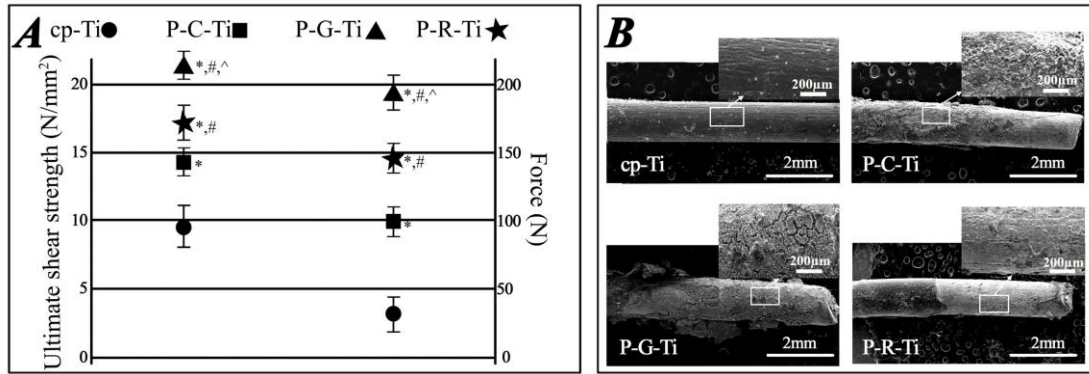 A
cp-Ti P-C-Ti P-G-Ti P-R-Ti
Ultimate shear strength (N/mm²)
20
15
10
5
0
*,#,^
*,#
*
*,#,^
*,#
*
200
150
100
50
0
Force (N)
B
200μm
cp-Ti
2mm
200μm
P-C-Ti
2mm
200μm
P-G-Ti
2mm
200μm
P-R-Ti
2mm